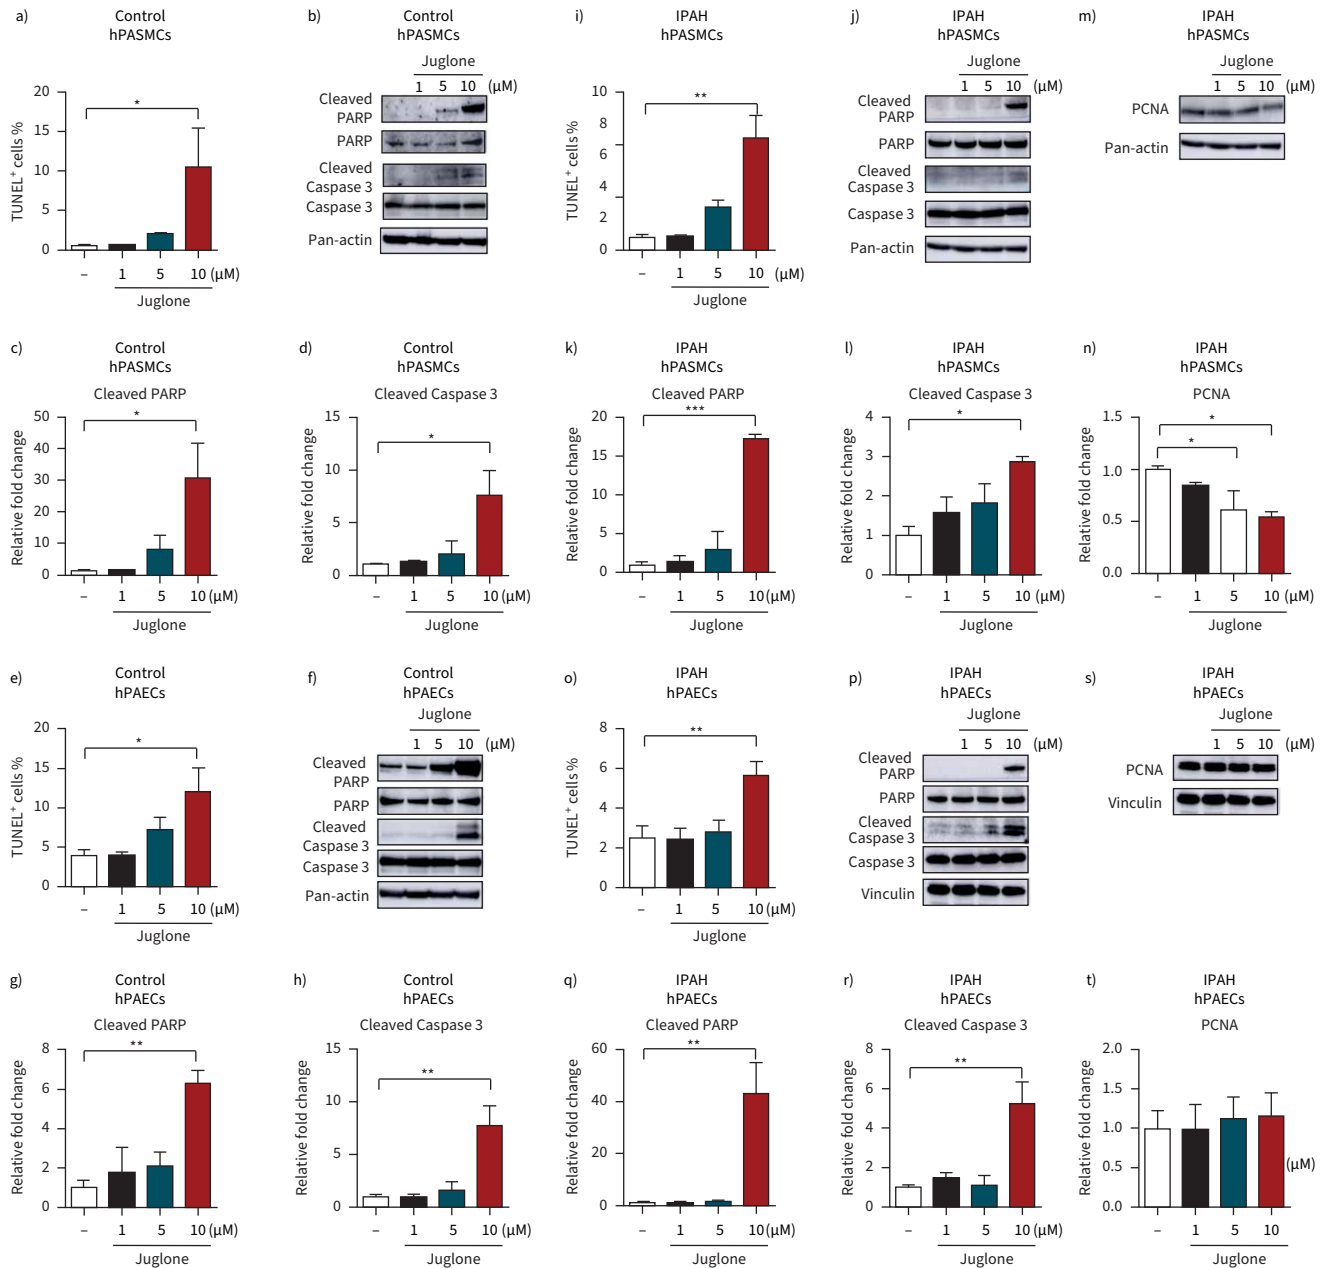 a)
Control
hPASMCs
TUNEL+ cells %
20
15
10
5
0
*
– 1 5 10 (µM)
Juglone
b)
Control
hPASMCs
Juglone
1 5 10 (µM)
Cleaved
PARP
PARP
Cleaved
Caspase 3
Caspase 3
Pan-actin
i)
IPAH
hPASMCs
TUNEL+ cells %
10
8
6
4
2
0
**
– 1 5 10 (µM)
Juglone
j)
IPAH
hPASMCs
Juglone
1 5 10 (µM)
Cleaved
PARP
PARP
Cleaved
Caspase 3
Caspase 3
Pan-actin
m)
IPAH
hPASMCs
Juglone
1 5 10 (µM)
PCNA
Pan-actin
c)
Control
hPASMCs
Cleaved PARP
Relative fold change
50
40
30
20
10
0
*
– 1 5 10 (µM)
Juglone
d)
Control
hPASMCs
Cleaved Caspase 3
Relative fold change
15
10
5
0
*
– 1 5 10 (µM)
Juglone
k)
IPAH
hPASMCs
Cleaved PARP
Relative fold change
20
15
10
5
0
***
– 1 5 10 (µM)
Juglone
l)
IPAH
hPASMCs
Cleaved Caspase 3
Relative fold change
4
3
2
1
0
*
– 1 5 10 (µM)
Juglone
n)
IPAH
hPASMCs
PCNA
Relative fold change
1.5
1.0
0.5
0.0
*
*
– 1 5 10 (µM)
Juglone
e)
Control
hPAECs
TUNEL+ cells %
20
15
10
5
0
*
– 1 5 10 (µM)
Juglone
f)
Control
hPAECs
Juglone
1 5 10 (µM)
Cleaved
PARP
PARP
Cleaved
Caspase 3
Caspase 3
Pan-actin
o)
IPAH
hPAECs
TUNEL+ cells %
8
6
4
2
0
**
– 1 5 10 (µM)
Juglone
p)
IPAH
hPAECs
Juglone
1 5 10 (µM)
Cleaved
PARP
PARP
Cleaved
Caspase 3
Caspase 3
Vinculin
s)
IPAH
hPAECs
Juglone
1 5 10 (µM)
PCNA
Vinculin
g)
Control
hPAECs
Cleaved PARP
Relative fold change
8
6
4
2
0
**
– 1 5 10 (µM)
Juglone
h)
Control
hPAECs
Cleaved Caspase 3
Relative fold change
15
10
5
0
**
– 1 5 10 (µM)
Juglone
q)
IPAH
hPAECs
Cleaved PARP
Relative fold change
60
40
20
0
**
– 1 5 10 (µM)
Juglone
r)
IPAH
hPAECs
Cleaved Caspase 3
Relative fold change
8
6
4
2
0
**
– 1 5 10 (µM)
Juglone
t)
IPAH
hPAECs
PCNA
Relative fold change
2.0
1.5
1.0
0.5
0
(µM)
– 1 5 10
Juglone